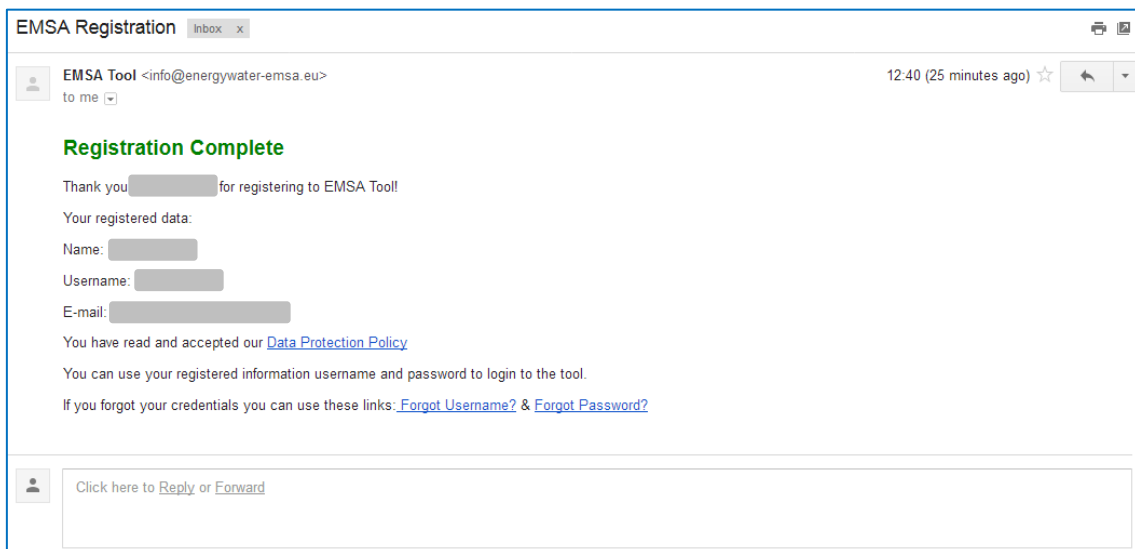 EMSA Registration Inbox x
EMSA Tool <info@energywater-emsa.eu> 12:40 (25 minutes ago)
to me
Registration Complete
Thank you for registering to EMSA Tool!
Your registered data:
Name:
Username:
E-mail:
You have read and accepted our Data Protection Policy
You can use your registered information username and password to login to the tool.
If you forgot your credentials you can use these links: Forgot Username? & Forgot Password?
Click here to Reply or Forward